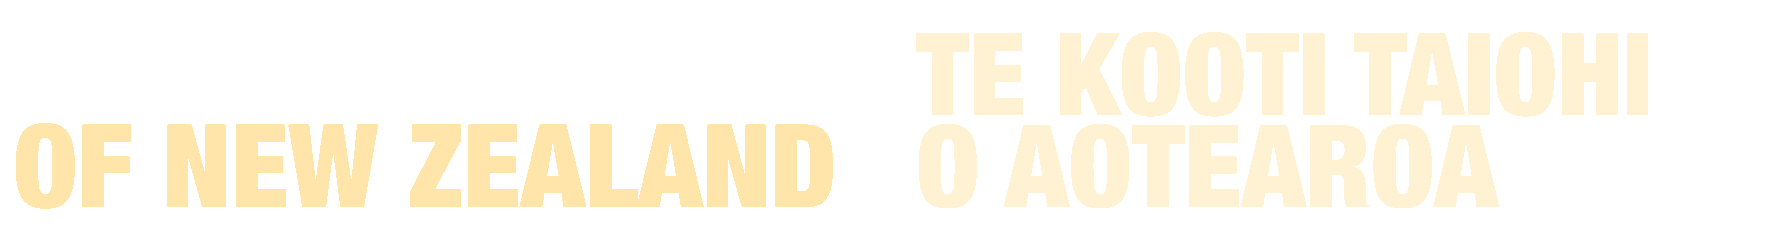 OF NEW ZEALAND
TE KOOTI TAIOHI
O AOTEAROA